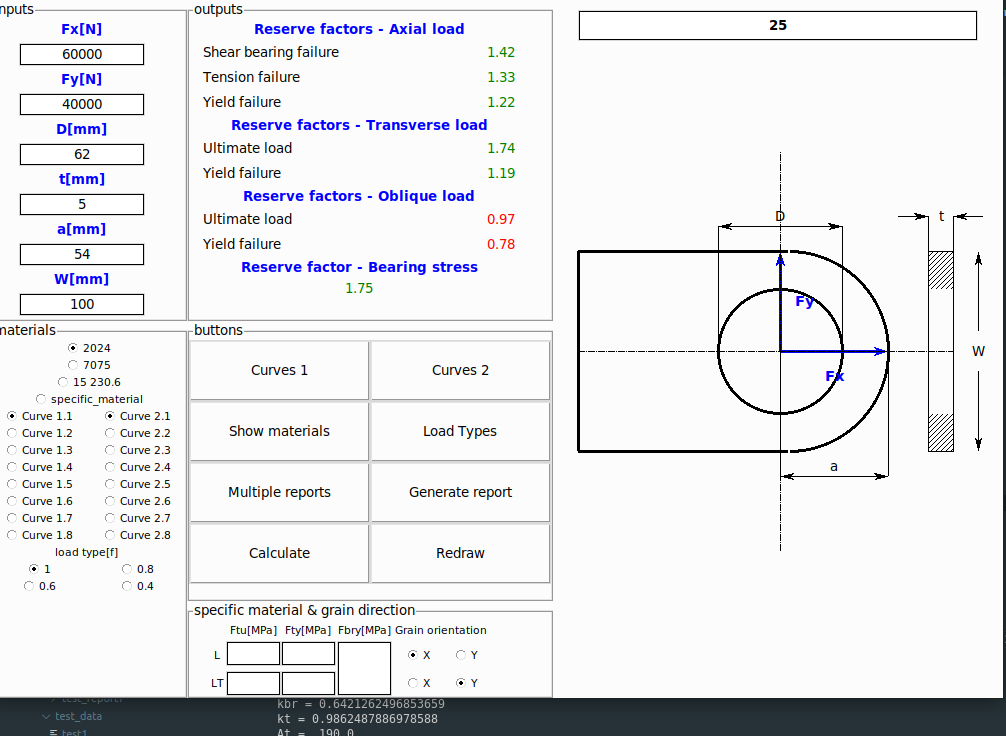 nputs
Fx[N]
60000
Fy[N]
40000
D[mm]
62
t[mm]
5
a[mm]
54
W[mm]
100
outputs
Reserve factors - Axial load
Shear bearing failure 1.42
Tension failure 1.33
Yield failure 1.22
Reserve factors - Transverse load
Ultimate load 1.74
Yield failure 1.19
Reserve factors - Oblique load
Ultimate load 0.97
Yield failure 0.78
Reserve factor - Bearing stress
1.75
25
D
t
Fy
W
Fx
a
materials
2024
7075
15 230.6
specific_material
Curve 1.1 Curve 2.1
Curve 1.2 Curve 2.2
Curve 1.3 Curve 2.3
Curve 1.4 Curve 2.4
Curve 1.5 Curve 2.5
Curve 1.6 Curve 2.6
Curve 1.7 Curve 2.7
Curve 1.8 Curve 2.8
load type[f]
1 0.8
0.6 0.4
buttons
Curves 1 Curves 2
Show materials Load Types
Multiple reports Generate report
Calculate Redraw
specific material & grain direction
Ftu[MPa] Fty[MPa] Fbry[MPa] Grain orientation
L X Y
LT X Y
test_data
test1
kbr = 0.6421262496853659
kt = 0.9862487886978588
At = 190.0